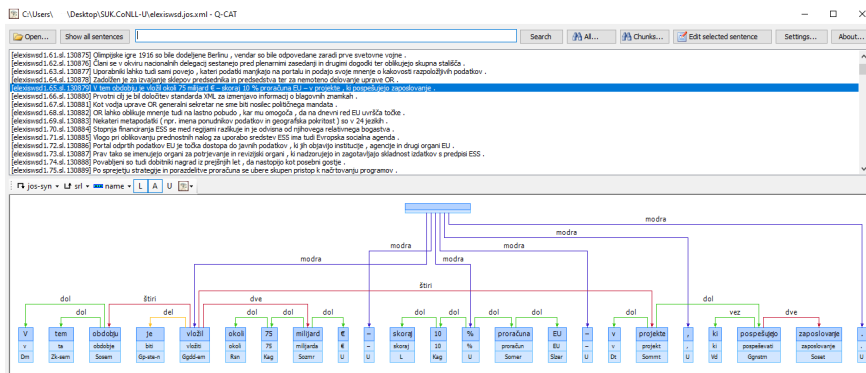 C:\Users\ \Desktop\SUK.CoNLL-U\elexiswsd.jos.xml - Q-CAT
Open... Show all sentences Search All... Chunks... Edit selected sentence Settings... About...
[elexiswsd.61.sl.130875] Olimpijske igre 1916 so bile dodeljene Berlinu , vendar so bile odpovedane zaradi prve svetovne vojne .
[elexiswsd.62.sl.130876] Člani se v okviru nacionalnih delegacij sestanejo pred plenarnimi zasedanji in drugimi dogodki ter oblikujejo skupna stališča .
[elexiswsd.63.sl.130877] Uporabniki lahko tudi sami povejo , kateri podatki manjkajo na portalu in podajo svoje mnenje o kakovosti razpoložljivih podatkov .
[elexiswsd.64.sl.130878] Zadolžen je za izvajanje sklepov predsednika in predsedstva ter za nemoteno delovanje uprave OR .
[elexiswsd.65.sl.130879] V tem obdobju je vložil okoli 75 milijard € – skoraj 10 % proračuna EU – v projekte , ki pospešujejo zaposlovanje .
[elexiswsd.66.sl.130880] Prvotni cilj je bil določitev standarda XML za izmenjavo informacij o blagovnih znamkah .
[elexiswsd.67.sl.130881] Kot vodja uprave OR generalni sekretar ne sme biti nosilec političnega mandata .
[elexiswsd.68.sl.130882] OR lahko oblikuje mnenje tudi na lastno pobudo , kar mu omogoča , da na dnevni red EU uvršča točke .
[elexiswsd.69.sl.130883] Nekateri metapodatki ( npr. imena ponudnikov podatkov in geografska pokritost ) so v 24 jezikih .
[elexiswsd.70.sl.130884] Stopnja financiranja ESS se med regijami razlikuje in je odvisna od njihovega relativnega bogastva .
[elexiswsd.71.sl.130885] Vlogo pri oblikovanju prednostnih nalog za uporabo sredstev ESS ima tudi Evropska socialna agenda .
[elexiswsd.72.sl.130886] Portal odprtih podatkov EU je točka dostopa do javnih podatkov , ki jih objavijo institucije , agencije in drugi organi EU .
[elexiswsd.73.sl.130887] Prav tako se imenujejo organi za potrjevanje in revizijski organi , ki nadzorujejo in zagotavljajo skladnost izdatkov s predpisi ESS .
[elexiswsd.74.sl.130888] Povabljeni so tudi dobitniki nagrad iz prejšnjih let , da nastopijo kot posebni gostje .
[elexiswsd.75.sl.130889] Po sprejetju strategije in porazdelitve proračuna se ubere skupen pristop k načrtovanju programov .
jos-syn srl name L A U
modra
modra
modra modra
modra modra
štiri
dol štiri dve dol
dol del dol dol dol dol dol dol dol dol vez dve
V tem obdobju je vložil okoli 75 milijard € – skoraj 10 % proračuna EU – v projekte , ki pospešujejo zaposlovanje .
v ta obdobje biti vložiti okoli 75 milijarda € – skoraj 10 % proračun EU – v projekt , ki pospeševati zaposlovanje .
Dm Zk-sem Sosem Gp-ste-n Ggdd-em Rsn Kag Sozmr U U L Kag U Somer Slzer U Dt Sommt U Vd Ggnstm Soset U